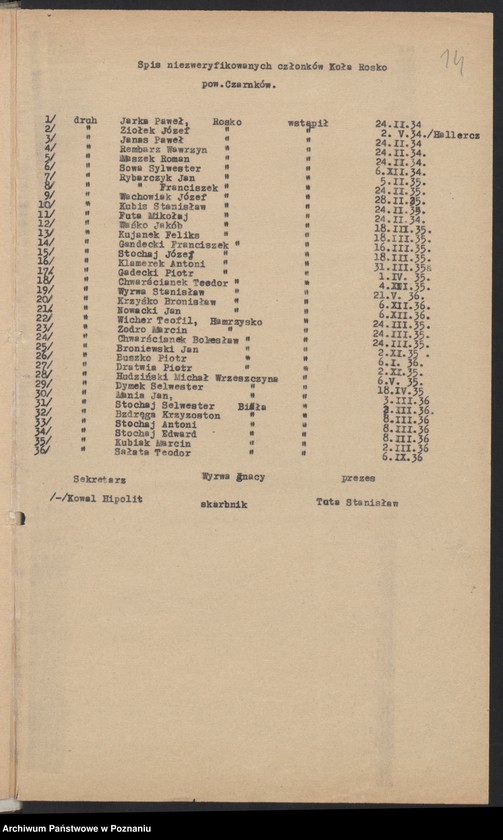 14
Spis niezweryfikowanych członków Koła Rosko
pow.Czarnków.
1/ druh Jarka Paweł, Rosko wstąpił 24.II.34
2/ " Ziołek Józef " " 2. V.34./Hallercz
3/ " Janas Paweł " " 24.II.34
4/ " Rembarz Wawrzyn " " 24.II.34.
5/ " Maszek Roman " " 24.II.34.
6/ " Sowa Sylwester " " 6.XII.34.
7/ " Rybarczyk Jan " " 5.II.35.
8/ " " Franciszek " " 24.II.35.
9/ " Wachowiak Józef " " 28.II.35.
10/ " Kubis Stanisław " " 24.II.35.
11/ " Futa Mikołaj " " 24.II.34.
12/ " Waśko Jakób " " 18.III.35.
13/ " Kujanek Feliks " " 18.III.35.
14/ " Gandecki Franciszek " " 16.III.35.
15/ " Stochaj Józef " " 18.III.35.
16/ " Klamerek Antoni " " 31.III.35
17/ " Gadecki Piotr " " 1.IV. 35.
18/ " Chwarścianek Teodor " " 4.XII.35.
19/ " Wyrwa Stanisław " " 21.V. 36.
20/ " Krzyśko Bronisław " " 6.XII.36.
21/ " Nowacki Jan " " 6.XII.36.
22/ " Wicher Teofil, Hamrzysko " 24.III.35.
23/ " Zodro Marcin " " 24.III.35.
24/ " Chwarścianek Bolesław " " 24.III.35.
25/ " Broniewski Jan " " 2.XI.35 .
26/ " Buszko Piotr " " 6.I. 36.
27/ " Dratwia Piotr " " 2.XI.35.
28/ " Hudziński Michał Wrzeszczyna " 6.V. 35.
29/ " Dymek Selwester " " 18.IV.35
30/ " Mania Jan, " " 3.III.36
31/ " Stochaj Selwester Biała " 8.III.36.
32/ " Bzdręga Krzyzoston " " 8.III.36
33/ " Stochaj Antoni " " 8.III.36
34/ " Stochaj Edward " " 8.III.36
35/ " Kubiak Marcin " " 2.III.36
36/ " Sałata Teodor " " 6.IX.36
Sekretarz Wyrwa Ignacy prezes
/-/Kowal Hipolit skarbnik Tuta Stanisław
Archiwum Państwowe w Poznaniu